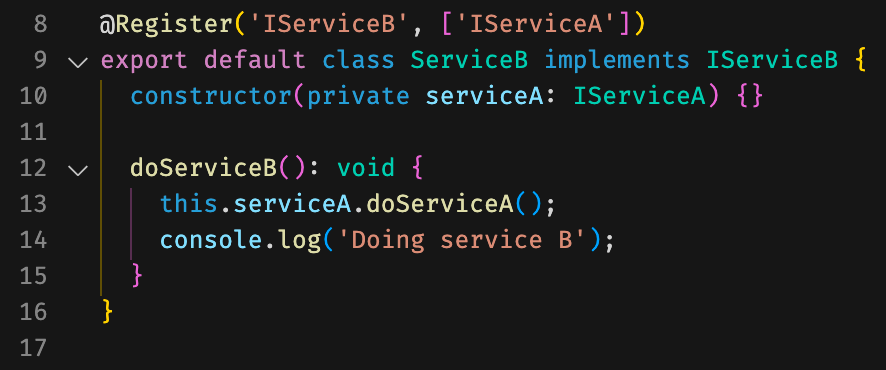 8 @Register('IServiceB', ['IServiceA'])
9 export default class ServiceB implements IServiceB {
10   constructor(private serviceA: IServiceA) {}
11
12   doServiceB(): void {
13     this.serviceA.doServiceA();
14     console.log('Doing service B');
15   }
16 }
17